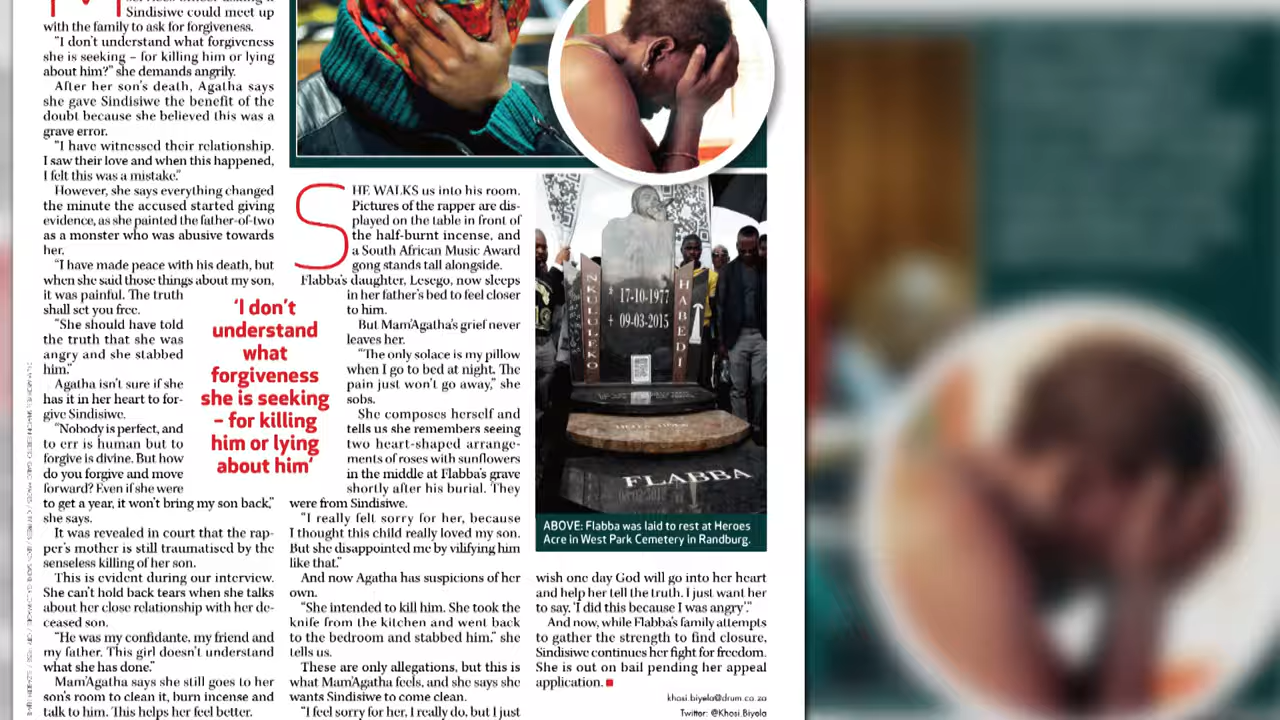 Sindisiwe could meet up
with the family to ask for forgiveness.
"I don't understand what forgiveness
she is seeking – for killing him or lying
about him?" she demands angrily.
After her son's death, Agatha says
she gave Sindisiwe the benefit of the
doubt because she believed this was a
grave error.
"I have witnessed their relationship.
I saw their love and when this happened,
I felt this was a mistake."
However, she says everything changed
the minute the accused started giving
evidence, as she painted the father-of-two
as a monster who was abusive towards
her.
"I have made peace with his death, but
when she said those things about my son,
it was painful. The truth
shall set you free.
"She should have told
the truth that she was
angry and she stabbed
him."
Agatha isn't sure if she
has it in her heart to for-
give Sindisiwe.
"Nobody is perfect, and
to err is human but to
forgive is divine. But how
do you forgive and move
forward? Even if she were
to get a year, it won't bring my son back,"
she says.
It was revealed in court that the rap-
per's mother is still traumatised by the
senseless killing of her son.
This is evident during our interview.
She can't hold back tears when she talks
about her close relationship with her de-
ceased son.
"He was my confidante, my friend and
my father. This girl doesn't understand
what she has done."
Mam'Agatha says she still goes to her
son's room to clean it, burn incense and
talk to him. This helps her feel better.
'I don't
understand
what
forgiveness
she is seeking
– for killing
him or lying
about him'
SHE WALKS us into his room.
Pictures of the rapper are dis-
played on the table in front of
the half-burnt incense, and
a South African Music Award
gong stands tall alongside.
Flabba's daughter, Lesego, now sleeps
in her father's bed to feel closer
to him.
But Mam'Agatha's grief never
leaves her.
"The only solace is my pillow
when I go to bed at night. The
pain just won't go away," she
sobs.
She composes herself and
tells us she remembers seeing
two heart-shaped arrange-
ments of roses with sunflowers
in the middle at Flabba's grave
shortly after his burial. They
were from Sindisiwe.
"I really felt sorry for her, because
I thought this child really loved my son.
But she disappointed me by vilifying him
like that."
And now Agatha has suspicions of her
own.
"She intended to kill him. She took the
knife from the kitchen and went back
to the bedroom and stabbed him," she
tells us.
These are only allegations, but this is
what Mam'Agatha feels, and she says she
wants Sindisiwe to come clean.
"I feel sorry for her, I really do, but I just
NKULULEKO
HABEDI
17-10-1977
+ 09-03-2015
FLABBA
ABOVE: Flabba was laid to rest at Heroes
Acre in West Park Cemetery in Randburg.
wish one day God will go into her heart
and help her tell the truth. I just want her
to say, 'I did this because I was angry'."
And now, while Flabba's family attempts
to gather the strength to find closure,
Sindisiwe continues her fight for freedom.
She is out on bail pending her appeal
application.
khosi.biyela@drum.co.za
Twitter: @Khosi_Biyela